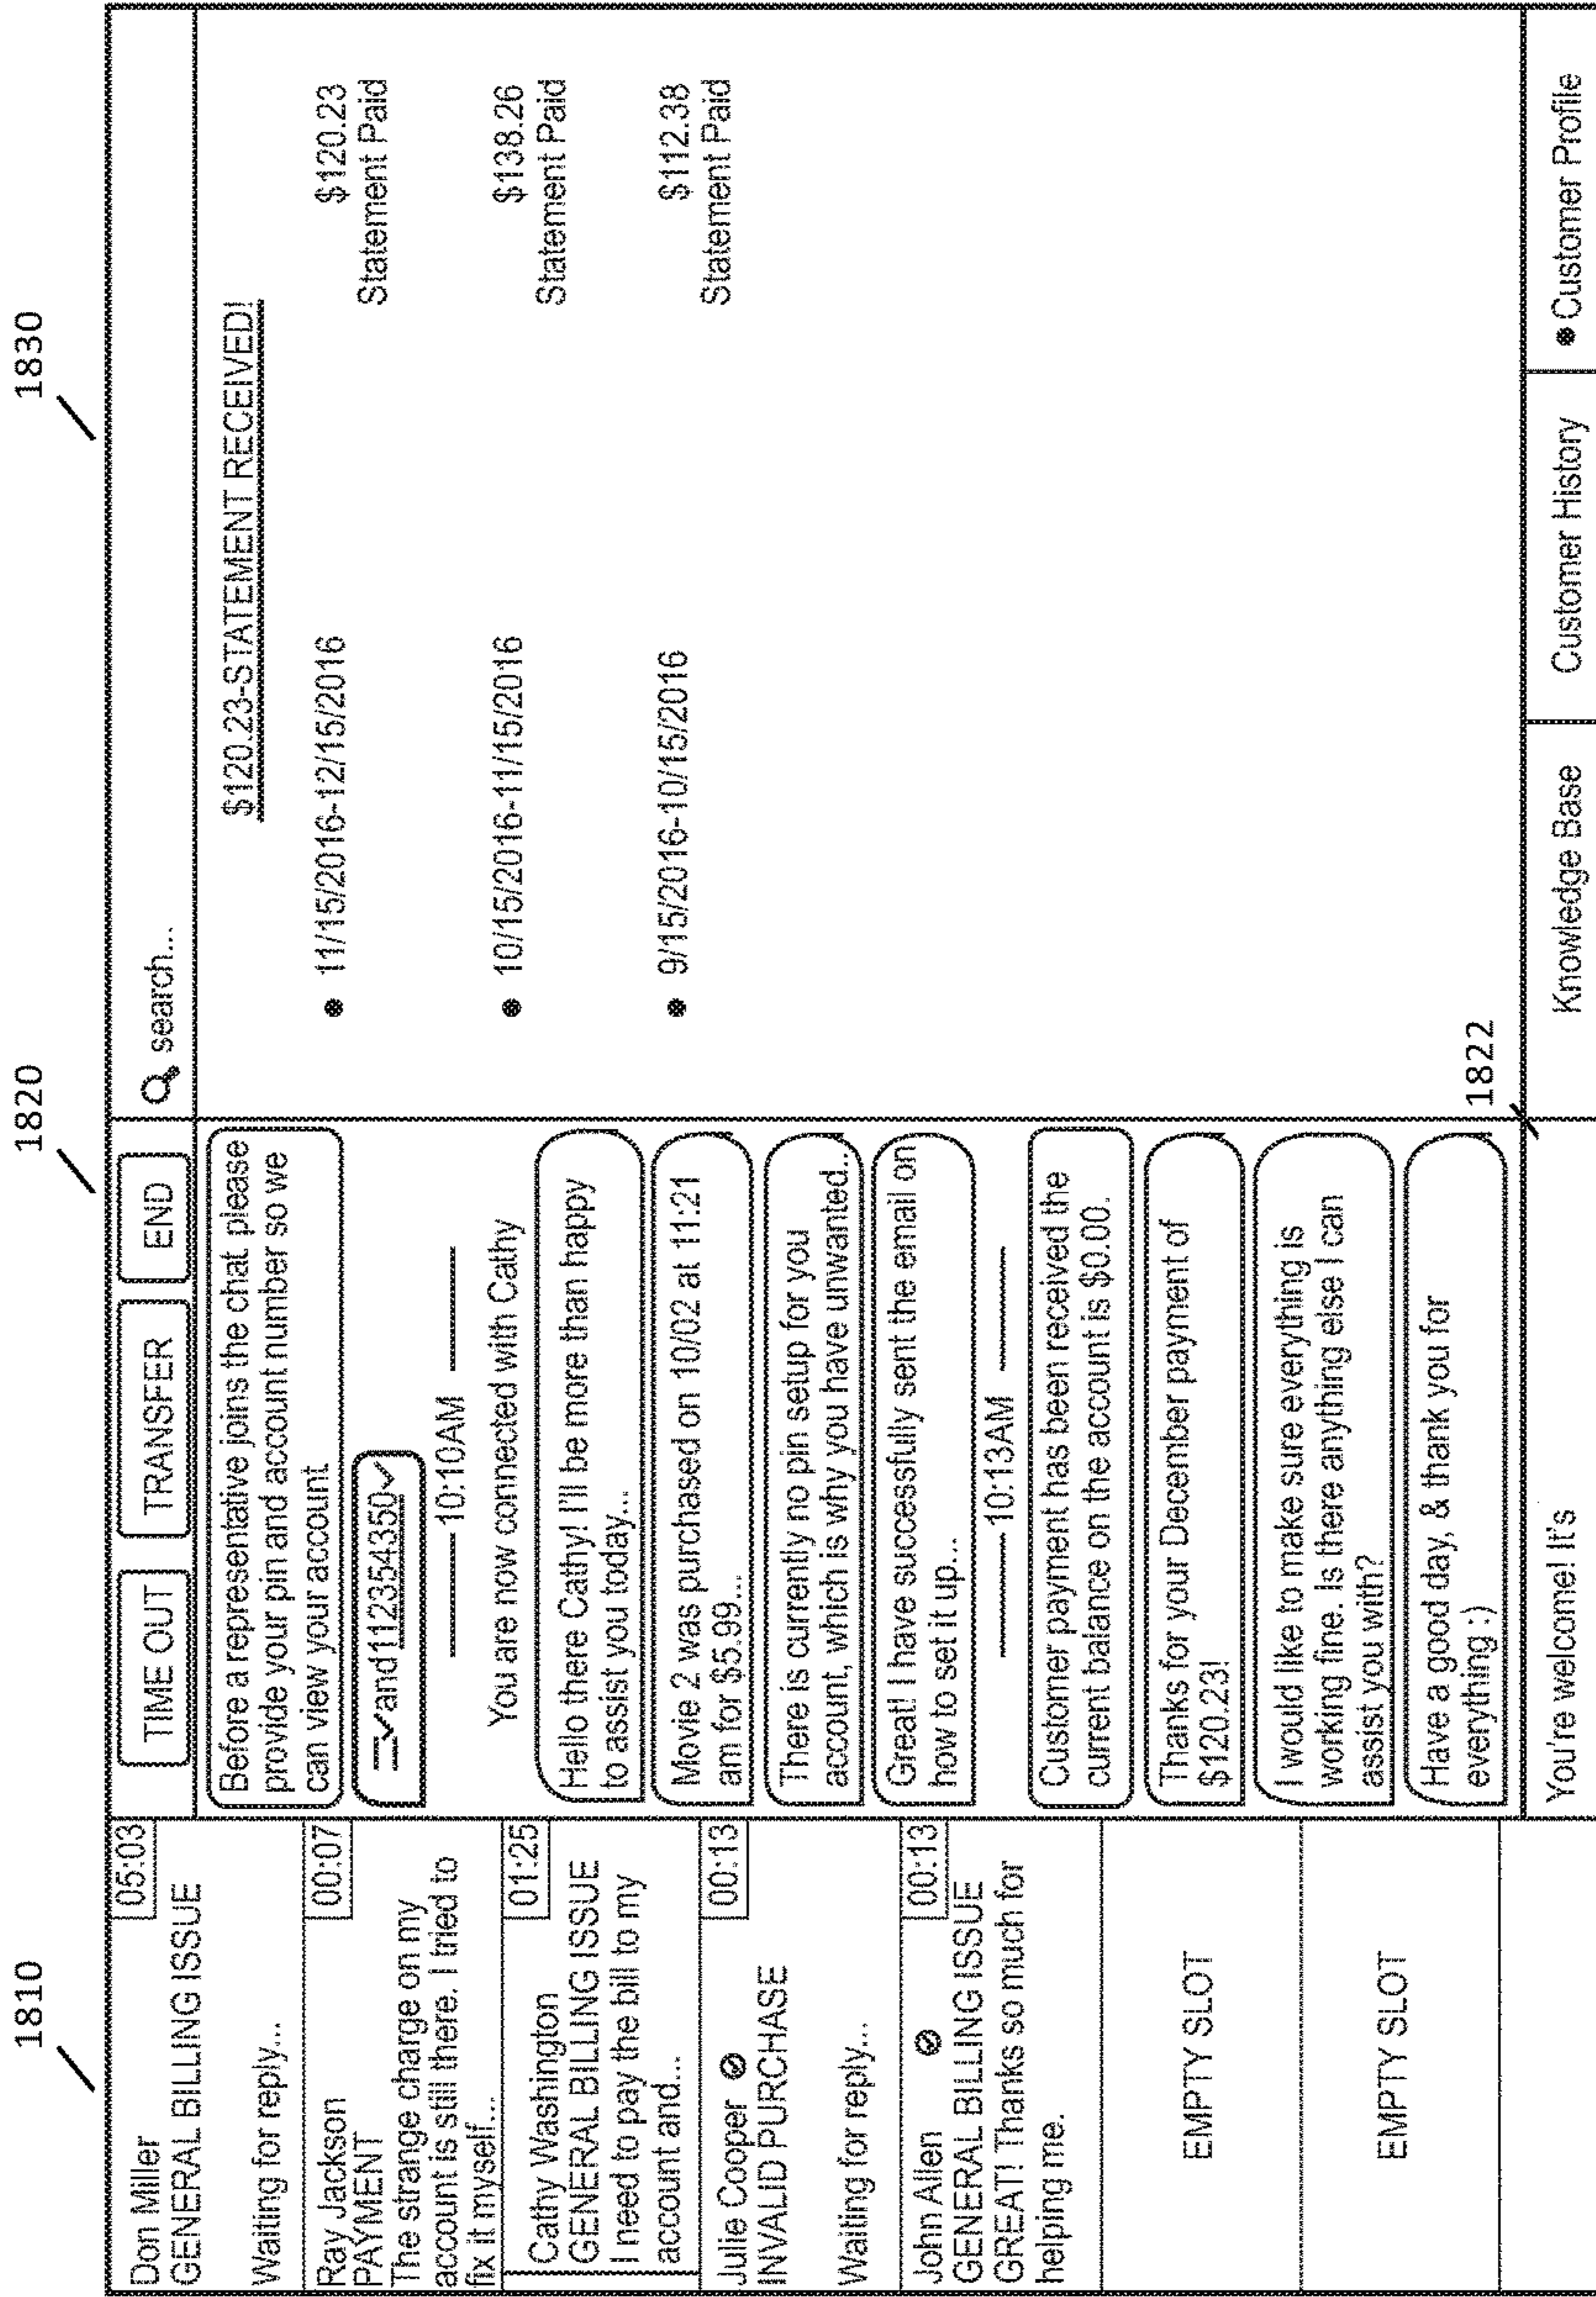 1810
1820
1830
Don Miller
05:03
GENERAL BILLING ISSUE
Waiting for reply...
Ray Jackson
00:07
PAYMENT
The strange charge on my
account is still there. I tried to
fix it myself...
Cathy Washington
01:25
GENERAL BILLING ISSUE
I need to pay the bill to my
account and...
Julie Cooper
00:13
INVALID PURCHASE
Waiting for reply...
John Allen
00:13
GENERAL BILLING ISSUE
GREAT! Thanks so much for
helping me.
EMPTY SLOT
EMPTY SLOT
TIME OUT
TRANSFER
END
Before a representative joins the chat please
provide your pin and account number so we
can view your account
and 112354350
10:10AM
You are now connected with Cathy
Hello there Cathy! I'll be more than happy
to assist you today...
Movie 2 was purchased on 10/02 at 11:21
am for $5.99...
There is currently no pin setup for you
account, which is why you have unwanted..
Great! I have successfully sent the email on
how to set it up...
10:13AM
Customer payment has been received the
current balance on the account is $0.00.
Thanks for your December payment of
$120.23!
I would like to make sure everything is
working fine. Is there anything else I can
assist you with?
Have a good day, & thank you for
everything :)
1822
You're welcome! It's
search...
$120.23-STATEMENT RECEIVED!
• 11/15/2016-12/15/2016
$120.23
Statement Paid
• 10/15/2016-11/15/2016
$138.26
Statement Paid
• 9/15/2016-10/15/2016
$112.38
Statement Paid
Knowledge Base
Customer History
• Customer Profile